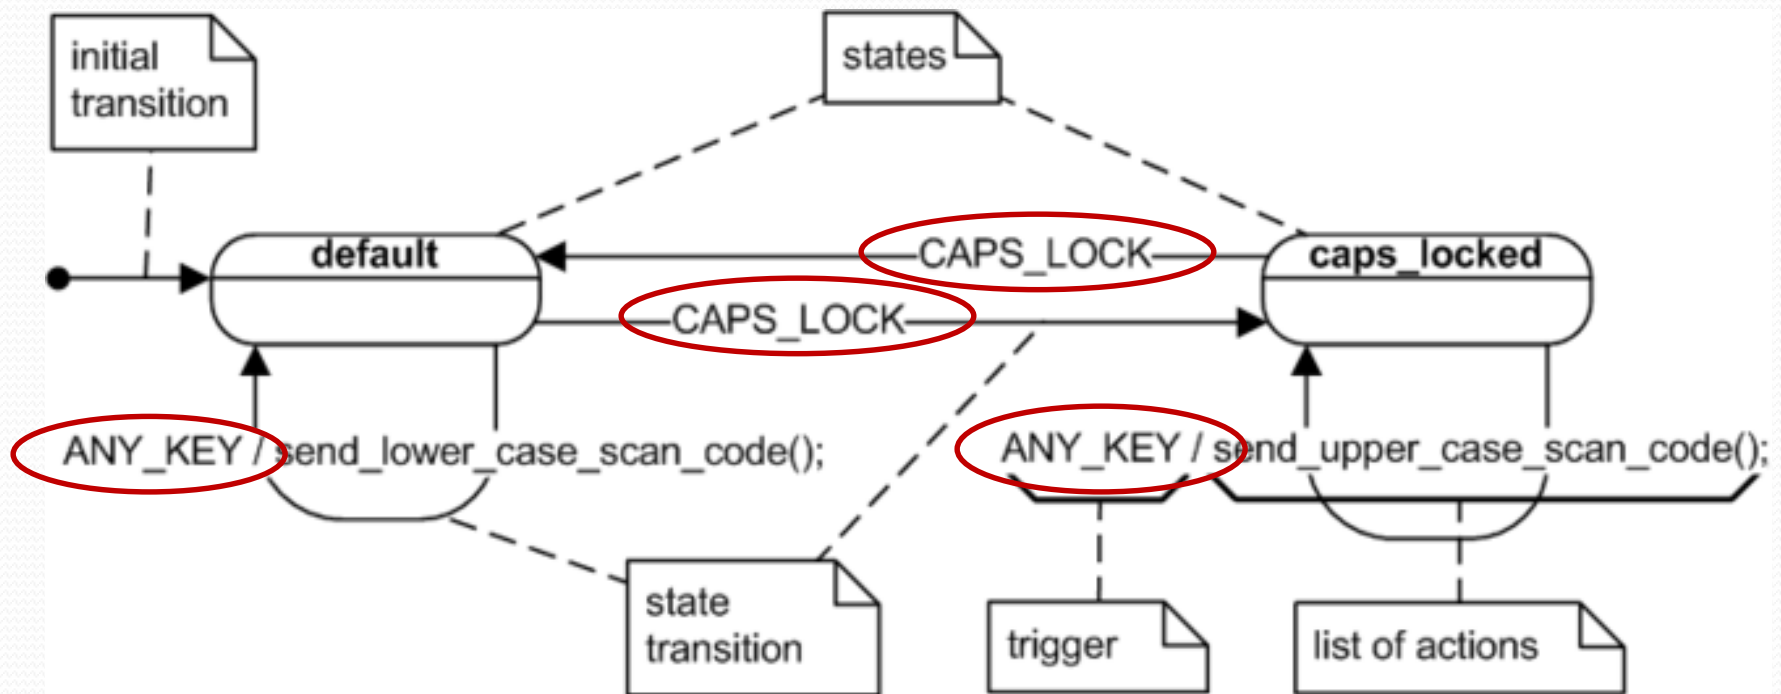 initial
transition
states
default
CAPS_LOCK
caps_locked
CAPS_LOCK
ANY_KEY / send_lower_case_scan_code();
ANY_KEY / send_upper_case_scan_code();
state
transition
trigger
list of actions